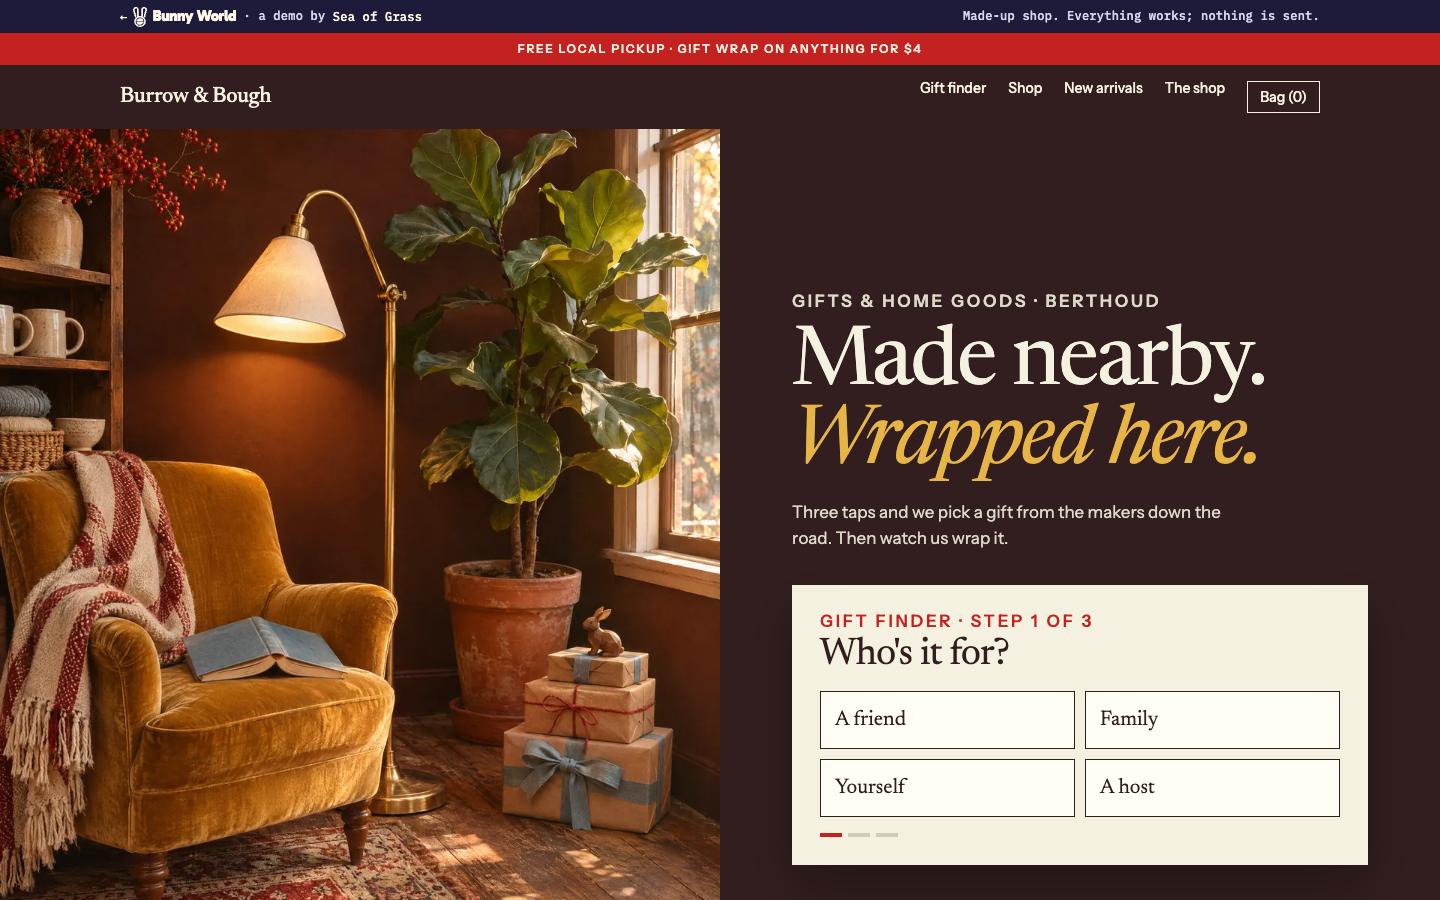 ← Bunny World · a demo by Sea of Grass
Made-up shop. Everything works; nothing is sent.
FREE LOCAL PICKUP · GIFT WRAP ON ANYTHING FOR $4
Burrow & Bough
Gift finder Shop New arrivals The shop Bag (0)
GIFTS & HOME GOODS · BERTHOUD
Made nearby.
Wrapped here.
Three taps and we pick a gift from the makers down the
road. Then watch us wrap it.
GIFT FINDER · STEP 1 OF 3
Who's it for?
A friend
Family
Yourself
A host